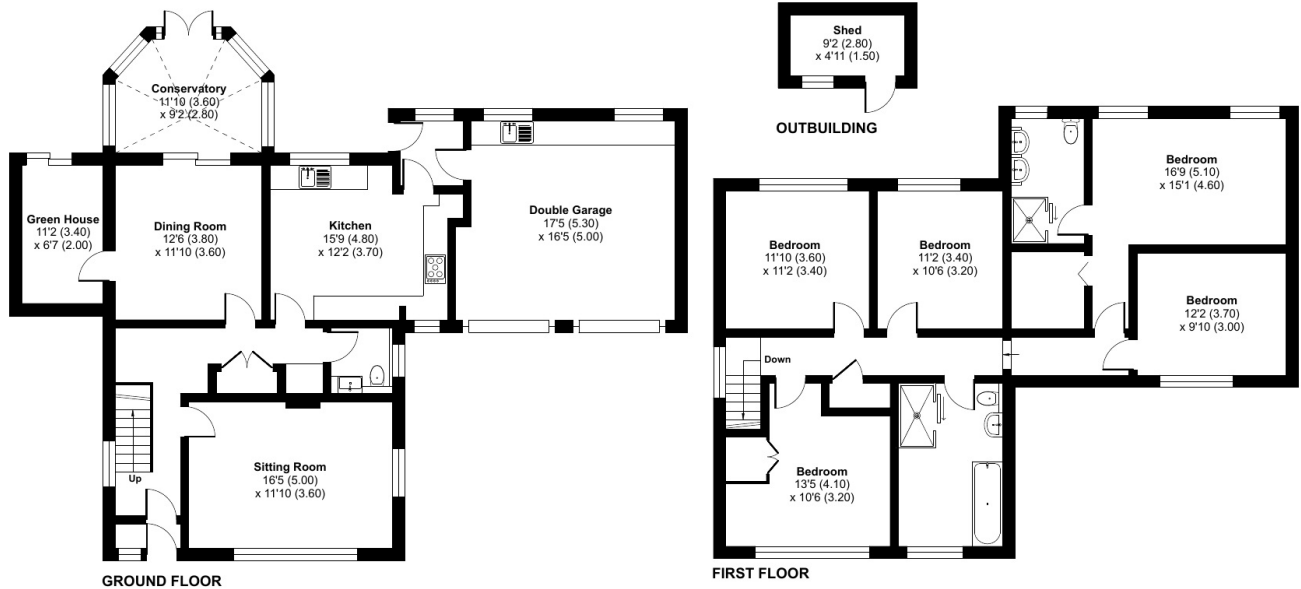 Shed
9'2 (2.80)
x 4'11 (1.50)
OUTBUILDING
Conservatory
11'10 (3.60)
x 9'2 (2.80)
Green House
11'2 (3.40)
x 6'7 (2.00)
Dining Room
12'6 (3.80)
x 11'10 (3.60)
Kitchen
15'9 (4.80)
x 12'2 (3.70)
Double Garage
17'5 (5.30)
x 16'5 (5.00)
Up
Sitting Room
16'5 (5.00)
x 11'10 (3.60)
GROUND FLOOR
Bedroom
16'9 (5.10)
x 15'1 (4.60)
Bedroom
11'10 (3.60)
x 11'2 (3.40)
Bedroom
11'2 (3.40)
x 10'6 (3.20)
Bedroom
12'2 (3.70)
x 9'10 (3.00)
Down
Bedroom
13'5 (4.10)
x 10'6 (3.20)
FIRST FLOOR